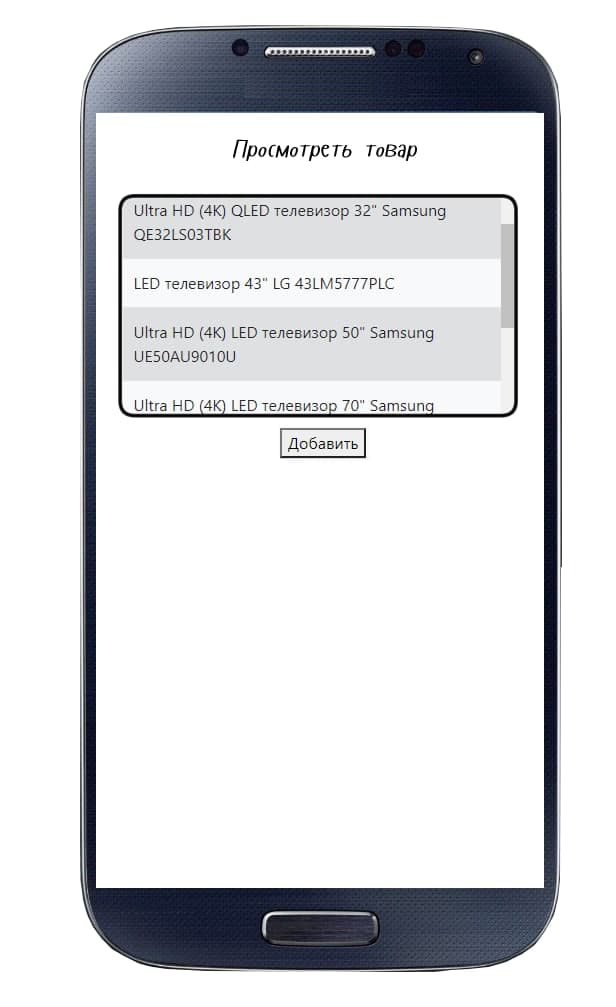 Просмотреть товар
Ultra HD (4K) QLED телевизор 32" Samsung
QE32LS03TBK
LED телевизор 43" LG 43LM5777PLC
Ultra HD (4K) LED телевизор 50" Samsung
UE50AU9010U
Ultra HD (4K) LED телевизор 70" Samsung
Добавить